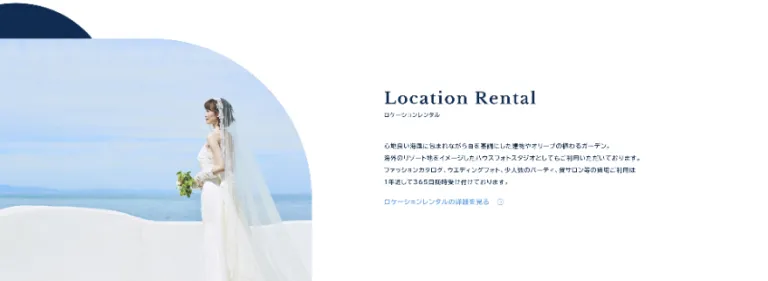 Location Rental
ロケーションレンタル
心地良い海風に包まれながら白を基調にした建物やオリーブの揺わるガーデン。
海外のリゾート地をイメージしたハウスフォトスタジオとしてもご利用いただいております。
ファッションカタログ、ウエディングフォト、少人数のパーティ、貸サロン等の貸切ご利用は
1年通して365日随時受け付けております。
ロケーションレンタルの詳細を見る